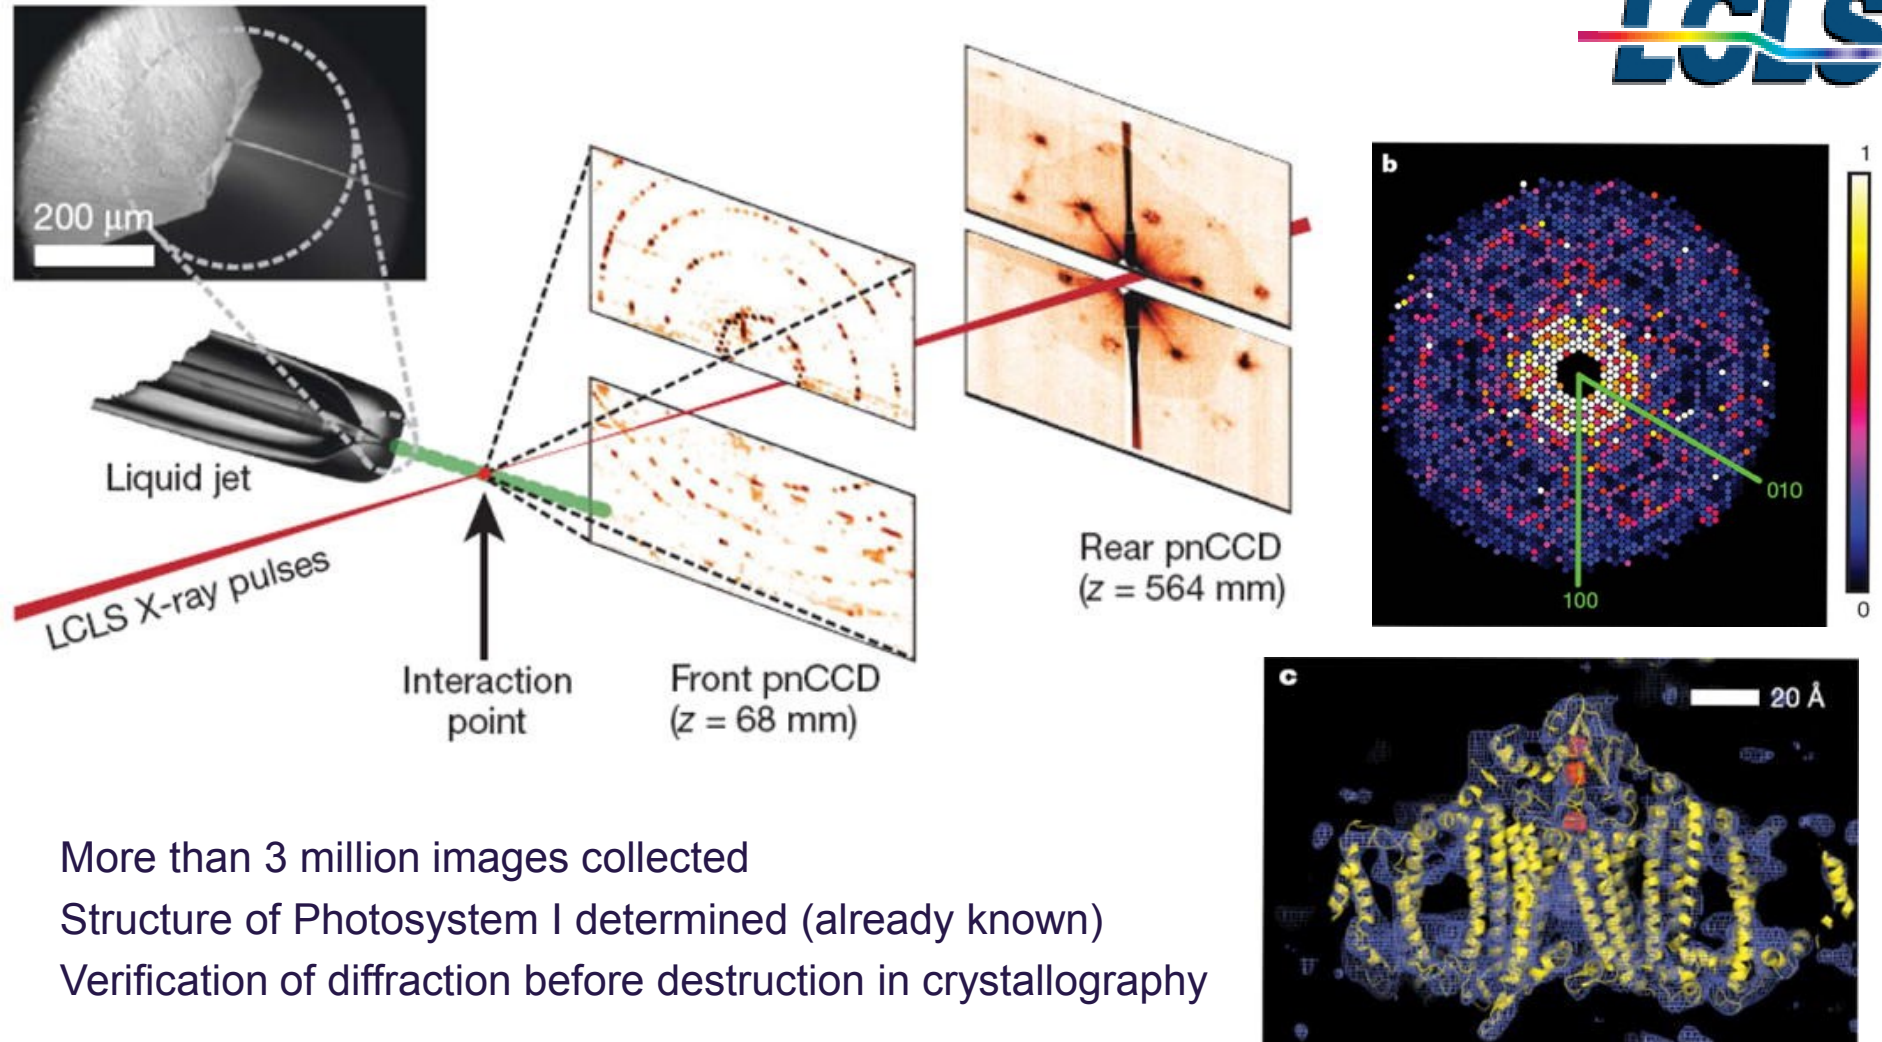 LCLS
200 µm
Liquid jet
LCLS X-ray pulses
Interaction
point
Front pnCCD
(z = 68 mm)
Rear pnCCD
(z = 564 mm)
b
1
0
010
100
c
20 Å
More than 3 million images collected
Structure of Photosystem I determined (already known)
Verification of diffraction before destruction in crystallography